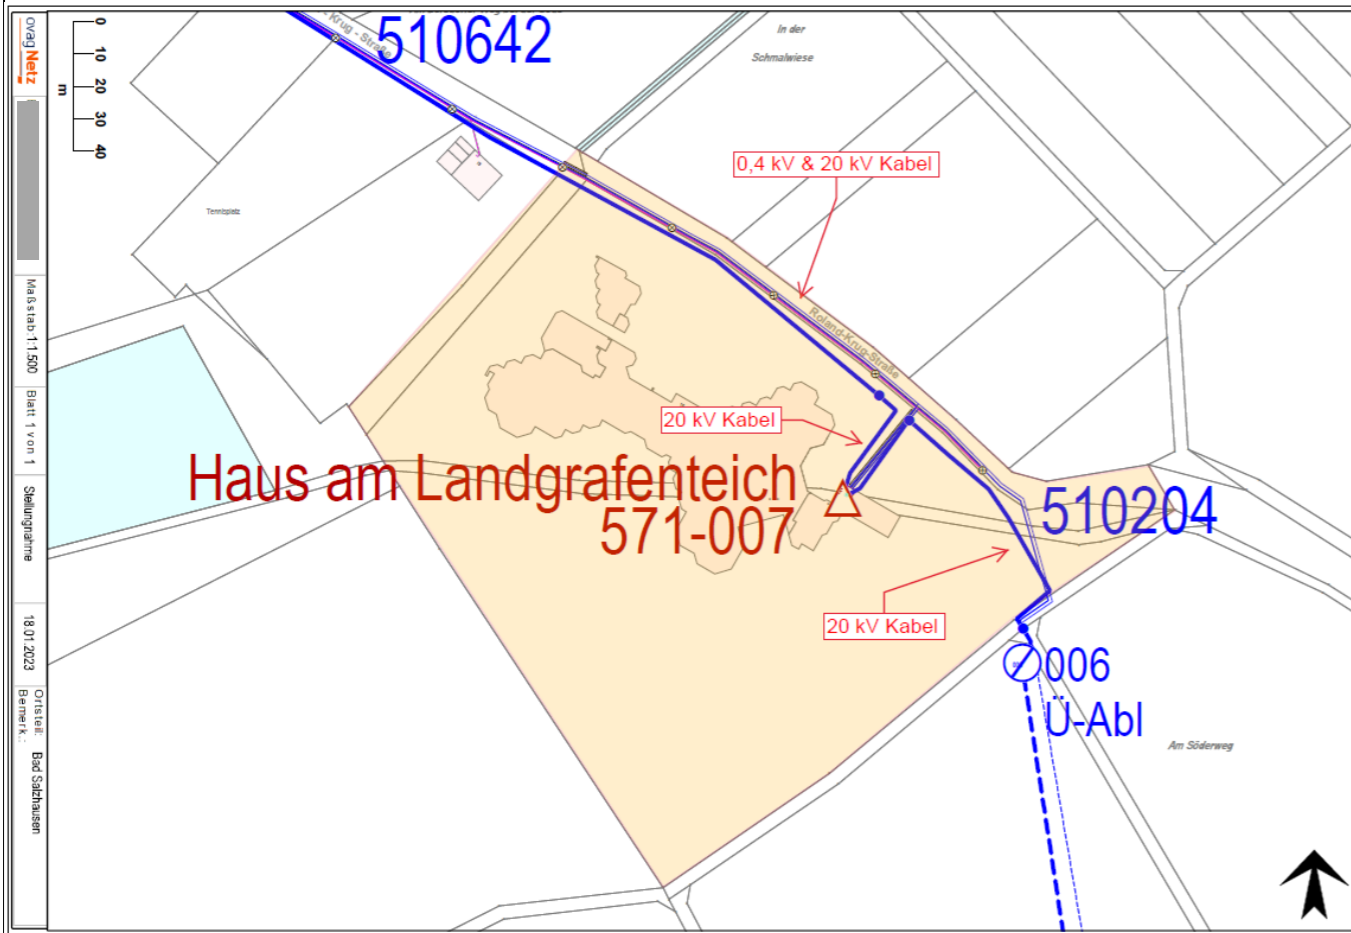 ovag Netz
0
10
20
30
40
m
Maßstab:1:1.500
Blatt 1 von 1
Stellungnahme
18.01.2023
Ortsteil: Bad Salzhausen
Bemerk.:
- Krug - Straße
510642
In der
Schmalwiese
Tennisplatz
0,4 kV & 20 kV Kabel
Roland-Krug-Straße
20 kV Kabel
Haus am Landgrafenteich
571-007
510204
20 kV Kabel
006
Ü-Abl
Am Söderweg